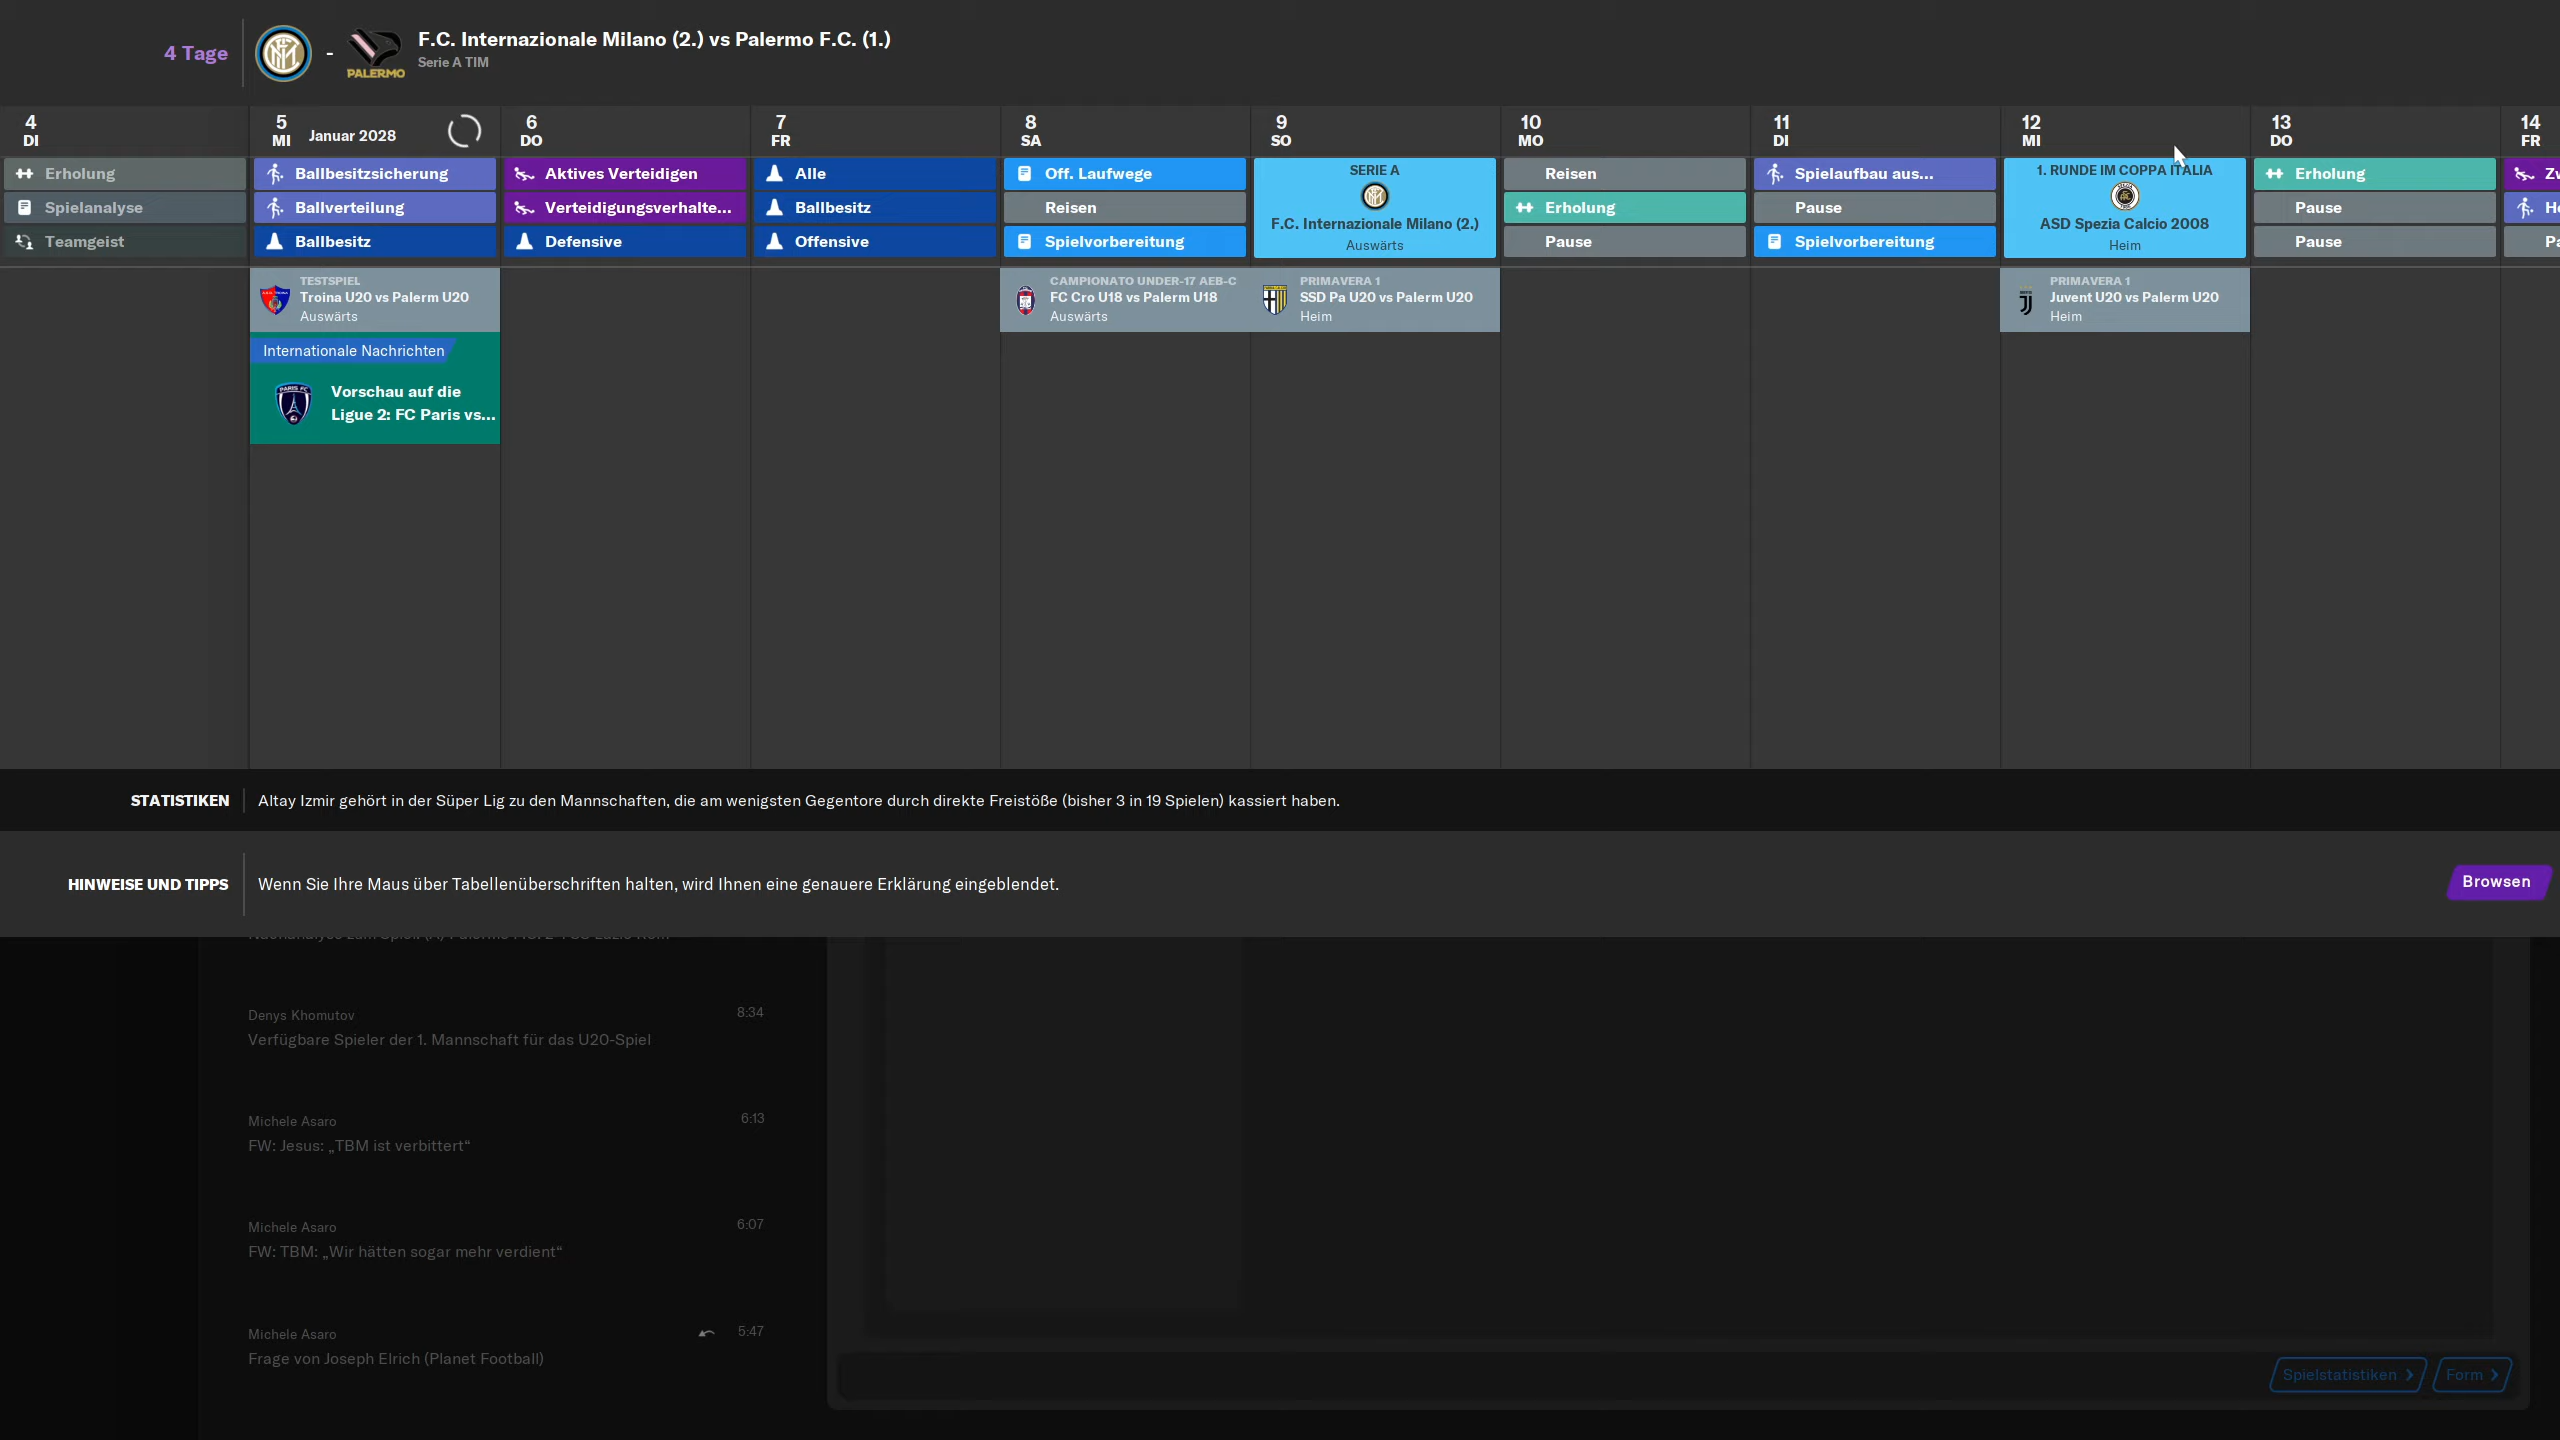 4 Tage
F.C. Internazionale Milano (2.) vs Palermo F.C. (1.)
Serie A TIM
-
PALERMO
4
DI
5
MI
Januar 2028
6
DO
7
FR
8
SA
9
SO
10
MO
11
DI
12
MI
13
DO
14
FR
Erholung
Spielanalyse
Teamgeist
Ballbesitzsicherung
Ballverteilung
Ballbesitz
Aktives Verteidigen
Verteidigungsverhalte...
Defensive
Alle
Ballbesitz
Offensive
Off. Laufwege
Reisen
Spielvorbereitung
SERIE A
F.C. Internazionale Milano (2.)
Auswärts
Reisen
Erholung
Pause
Spielaufbau aus...
Pause
Spielvorbereitung
1. RUNDE IM COPPA ITALIA
ASD Spezia Calcio 2008
Heim
Erholung
Pause
Pause
TESTSPIEL
Troina U20 vs Palerm U20
Auswärts
CAMPIONATO UNDER-17 AEB-C
FC Cro U18 vs Palerm U18
Auswärts
PRIMAVERA 1
SSD Pa U20 vs Palerm U20
Heim
PRIMAVERA 1
Juvent U20 vs Palerm U20
Heim
Internationale Nachrichten
PARIS FC
Vorschau auf die
Ligue 2: FC Paris vs...
STATISTIKEN
Altay Izmir gehört in der Süper Lig zu den Mannschaften, die am wenigsten Gegentore durch direkte Freistöße (bisher 3 in 19 Spielen) kassiert haben.
HINWEISE UND TIPPS
Wenn Sie Ihre Maus über Tabellenüberschriften halten, wird Ihnen eine genauere Erklärung eingeblendet.
Browsen
Denys Khomutov
8:34
Verfügbare Spieler der 1. Mannschaft für das U20-Spiel
Michele Asaro
6:13
FW: Jesus: „TBM ist verbittert“
Michele Asaro
6:07
FW: TBM: „Wir hätten sogar mehr verdient“
Michele Asaro
5:47
Frage von Joseph Elrich (Planet Football)
Spielstatistiken
Form